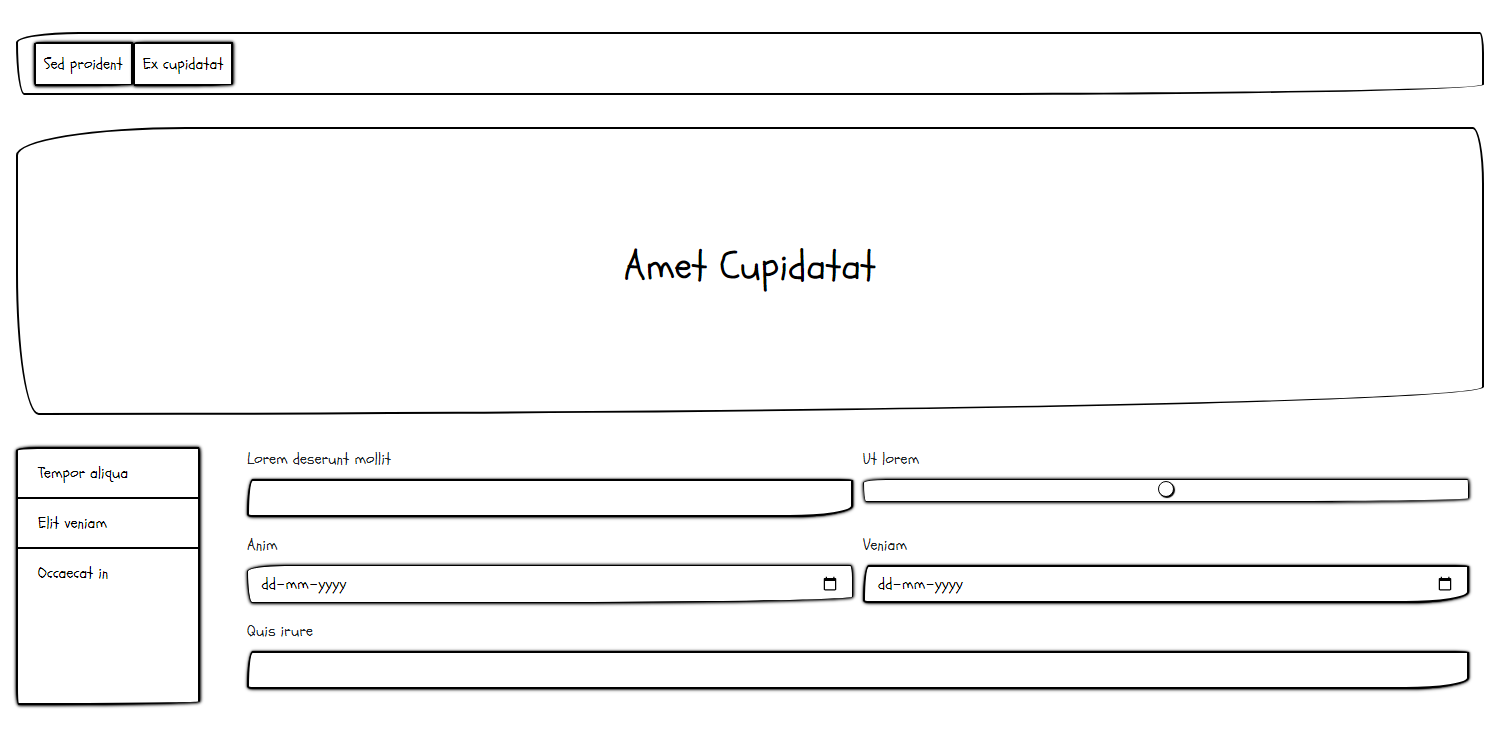 Sed proident
Ex cupidatat
Amet Cupidatat
Tempor aliqua
Elit veniam
Occaecat in
Lorem deserunt mollit
Ut lorem
Anim
dd-mm-yyyy
Veniam
dd-mm-yyyy
Quis irure